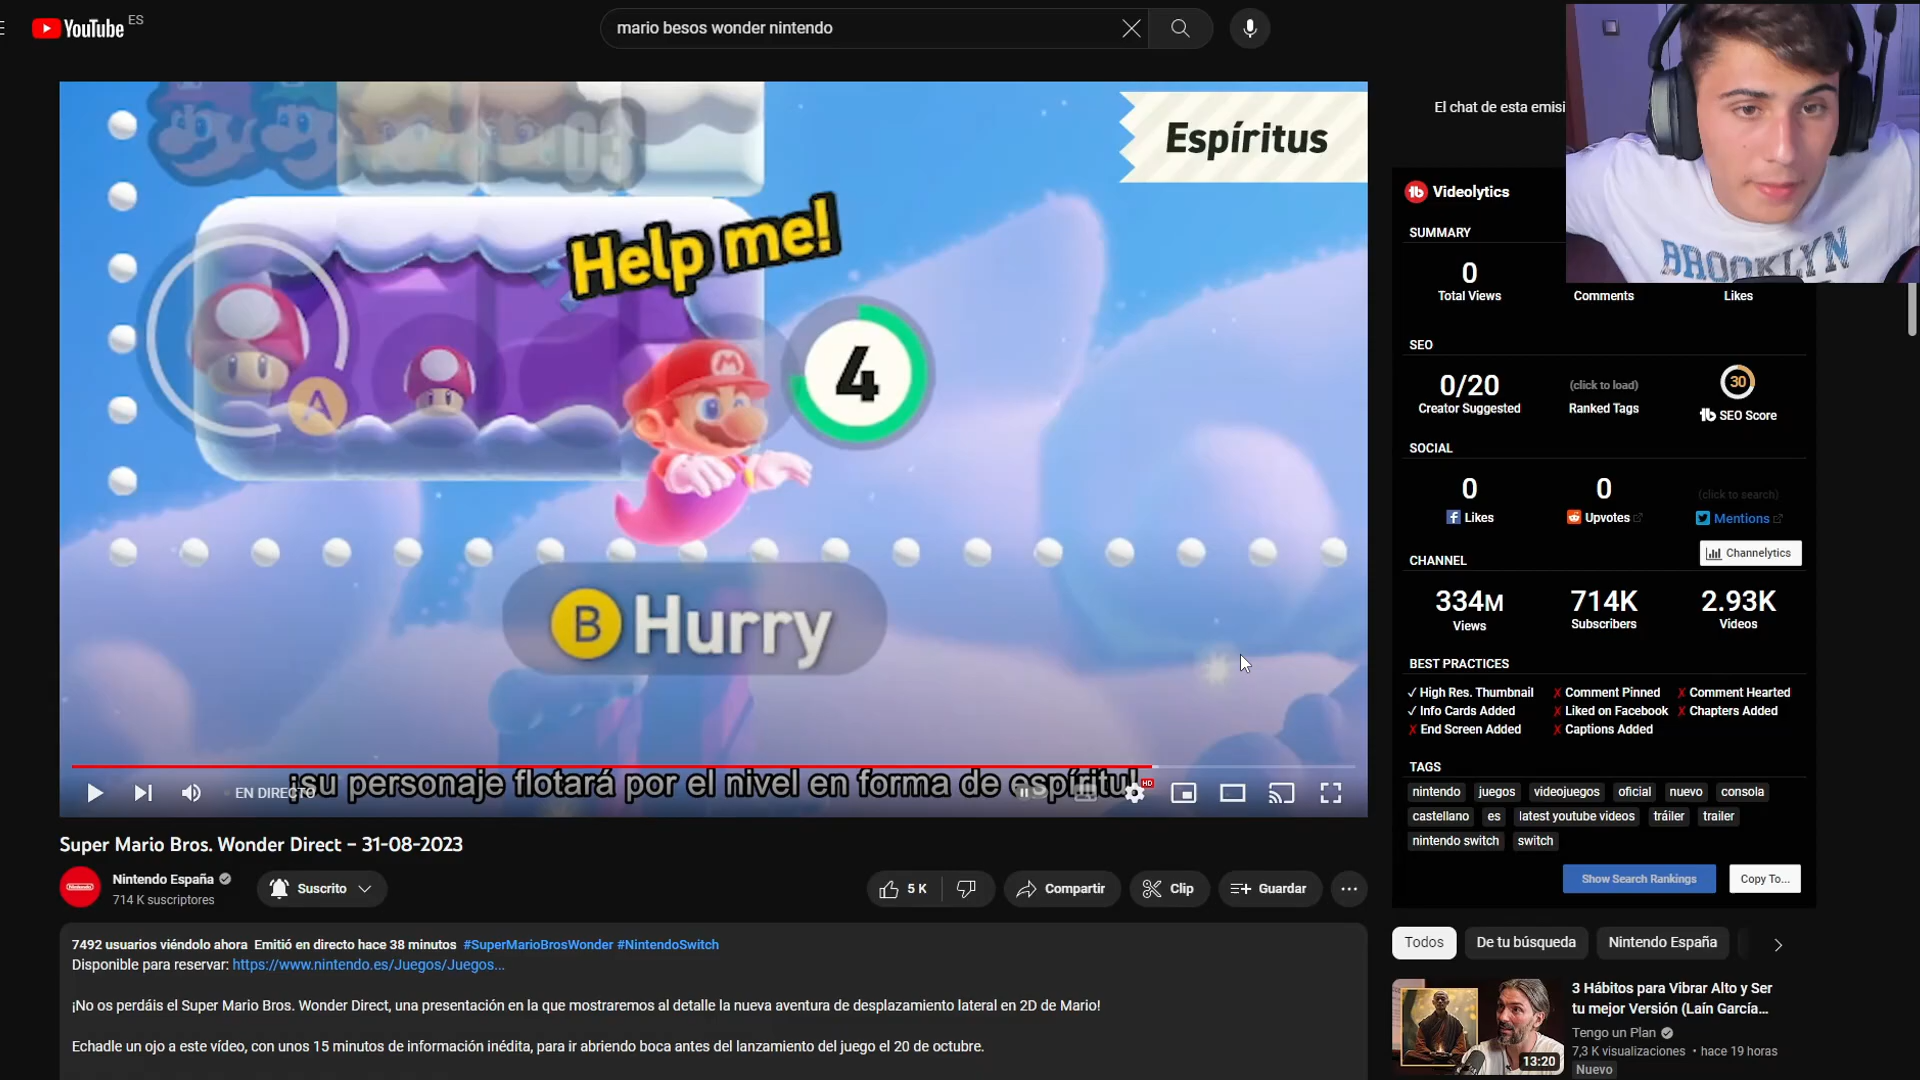 YouTube ES
mario besos wonder nintendo
Espíritus
03
Help me!
4
A
M
B Hurry
¡su personaje flotará por el nivel en forma de espíritu!
EN DIRECTO
HD
Super Mario Bros. Wonder Direct – 31-08-2023
Nintendo España
714 K suscriptores
Suscrito
5 K
Compartir
Clip
Guardar
7492 usuarios viéndolo ahora Emitió en directo hace 38 minutos #SuperMarioBrosWonder #NintendoSwitch
Disponible para reservar: https://www.nintendo.es/Juegos/Juegos...
¡No os perdáis el Super Mario Bros. Wonder Direct, una presentación en la que mostraremos al detalle la nueva aventura de desplazamiento lateral en 2D de Mario!
Echadle un ojo a este vídeo, con unos 15 minutos de información inédita, para ir abriendo boca antes del lanzamiento del juego el 20 de octubre.
El chat de esta emisi
BROOKLYN
Videolytics
SUMMARY
0
Total Views Comments Likes
SEO
0/20 (click to load) 30
Creator Suggested Ranked Tags SEO Score
SOCIAL
0 0 (click to search)
Likes Upvotes Mentions
Channelytics
CHANNEL
334M 714K 2.93K
Views Subscribers Videos
BEST PRACTICES
✓ High Res. Thumbnail ✗ Comment Pinned ✗ Comment Hearted
✓ Info Cards Added ✗ Liked on Facebook ✗ Chapters Added
✗ End Screen Added ✗ Captions Added
TAGS
nintendo juegos videojuegos oficial nuevo consola
castellano es latest youtube videos tráiler trailer
nintendo switch switch
Show Search Rankings Copy To...
Todos De tu búsqueda Nintendo España
3 Hábitos para Vibrar Alto y Ser
tu mejor Versión (Laín García...
Tengo un Plan
7,3 K visualizaciones • hace 19 horas
Nuevo
13:20